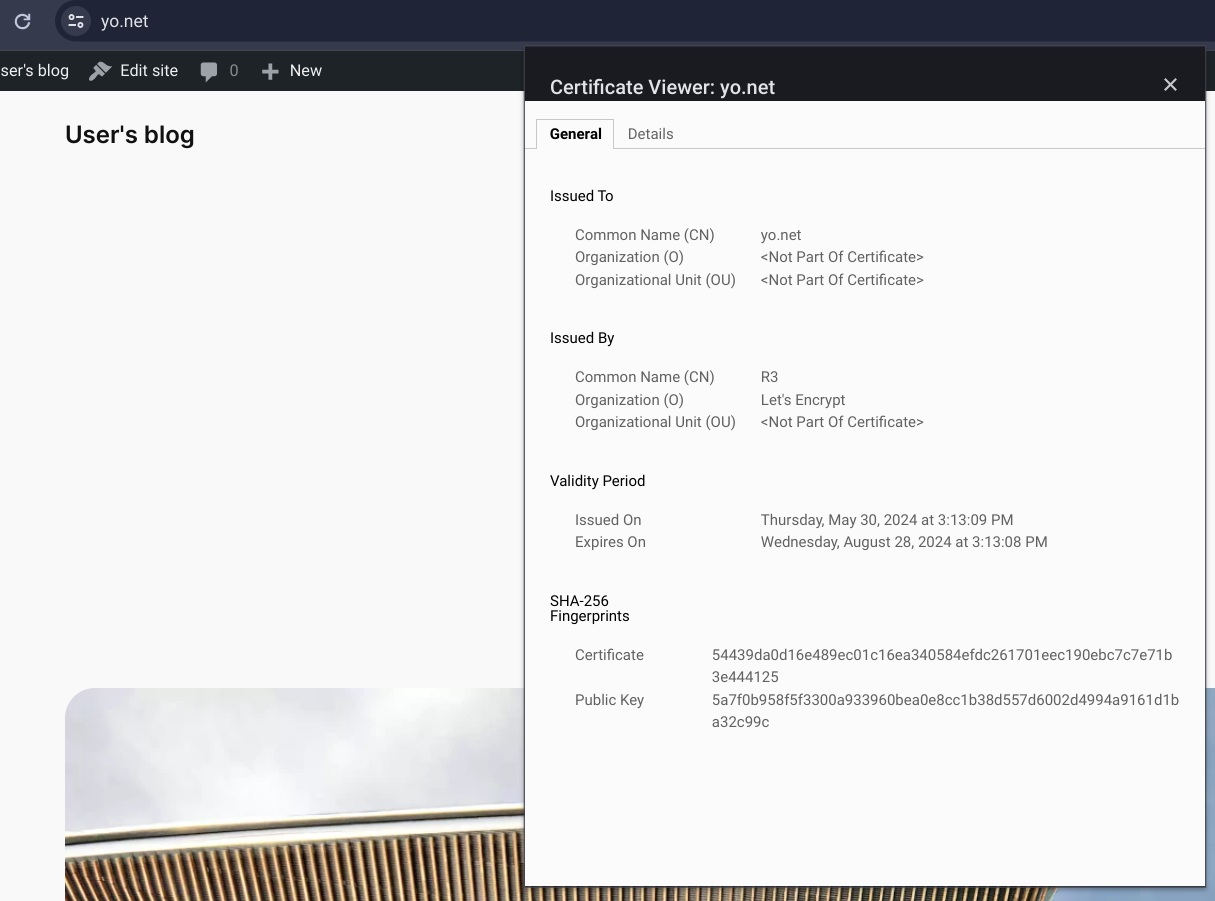 yo.net
ser's blog Edit site 0 New
User's blog
Certificate Viewer: yo.net
General Details
Issued To
Common Name (CN) yo.net
Organization (O) <Not Part Of Certificate>
Organizational Unit (OU) <Not Part Of Certificate>
Issued By
Common Name (CN) R3
Organization (O) Let's Encrypt
Organizational Unit (OU) <Not Part Of Certificate>
Validity Period
Issued On Thursday, May 30, 2024 at 3:13:09 PM
Expires On Wednesday, August 28, 2024 at 3:13:08 PM
SHA-256
Fingerprints
Certificate 54439da0d16e489ec01c16ea340584efdc261701eec190ebc7c7e71b
3e444125
Public Key 5a7f0b958f5f3300a933960bea0e8cc1b38d557d6002d4994a9161d1b
a32c99c